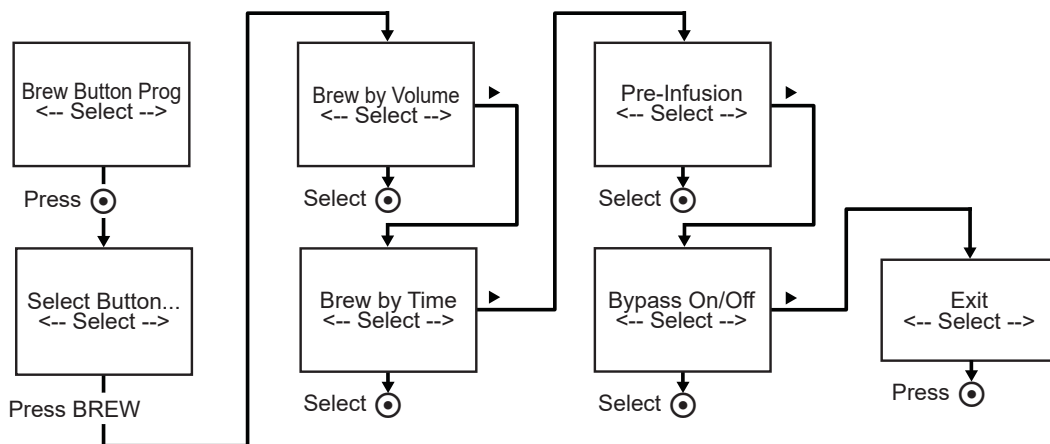 Brew Button Prog
<-- Select -->
Press
Select Button...
<-- Select -->
Press BREW
Brew by Volume
<-- Select -->
Select
Brew by Time
<-- Select -->
Select
Pre-Infusion
<-- Select -->
Select
Bypass On/Off
<-- Select -->
Select
Exit
<-- Select -->
Press